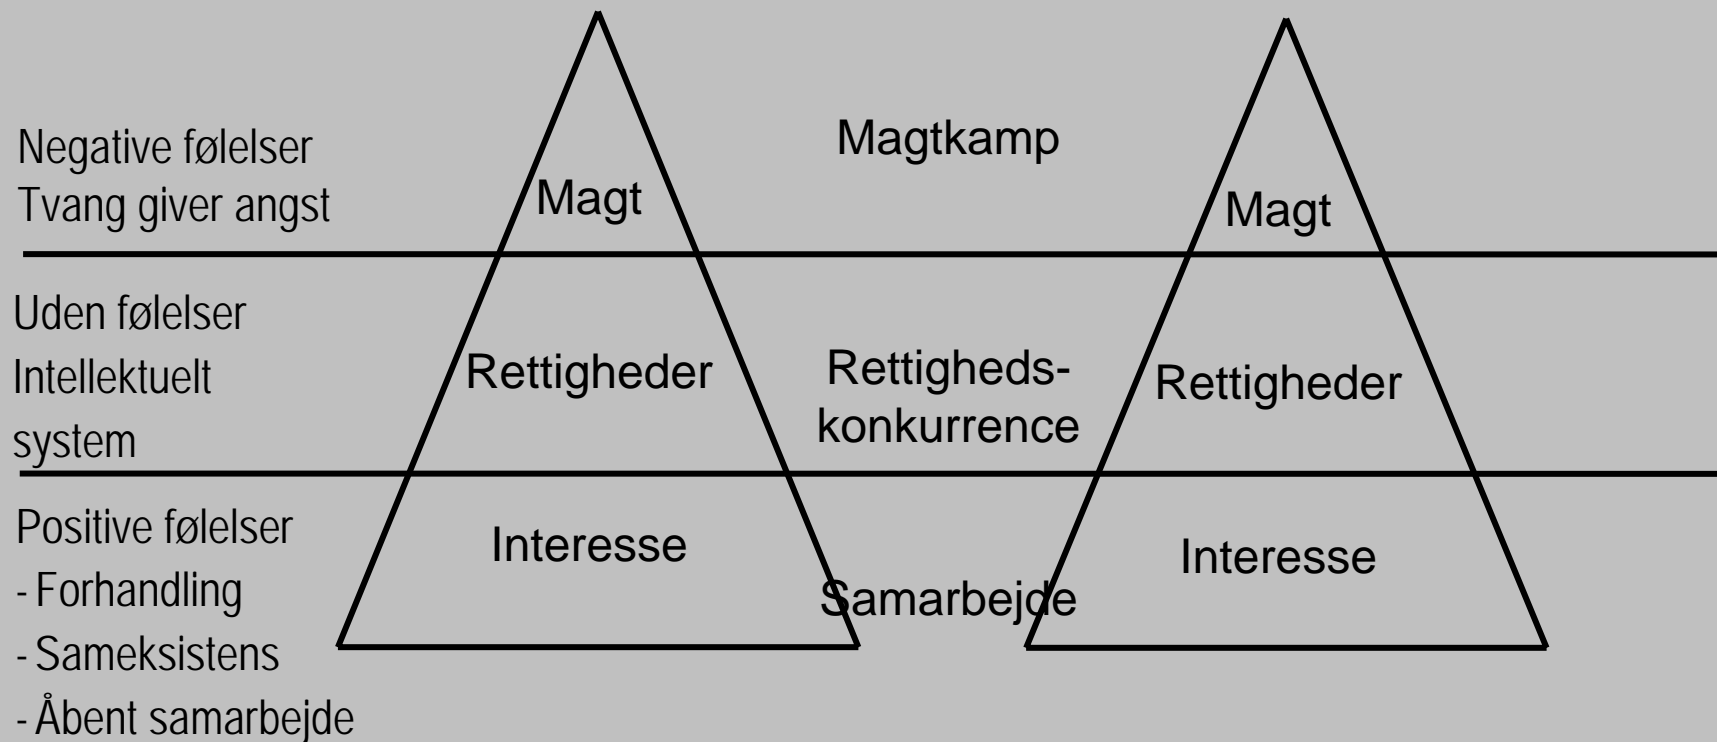 Negative følelser
Tvang giver angst
Magt
Magtkamp
Magt
Uden følelser
Intellektuelt
system
Rettigheder
Rettigheds-
konkurrence
Rettigheder
Positive følelser
- Forhandling
- Sameksistens
- Åbent samarbejde
Interesse
Samarbejde
Interesse